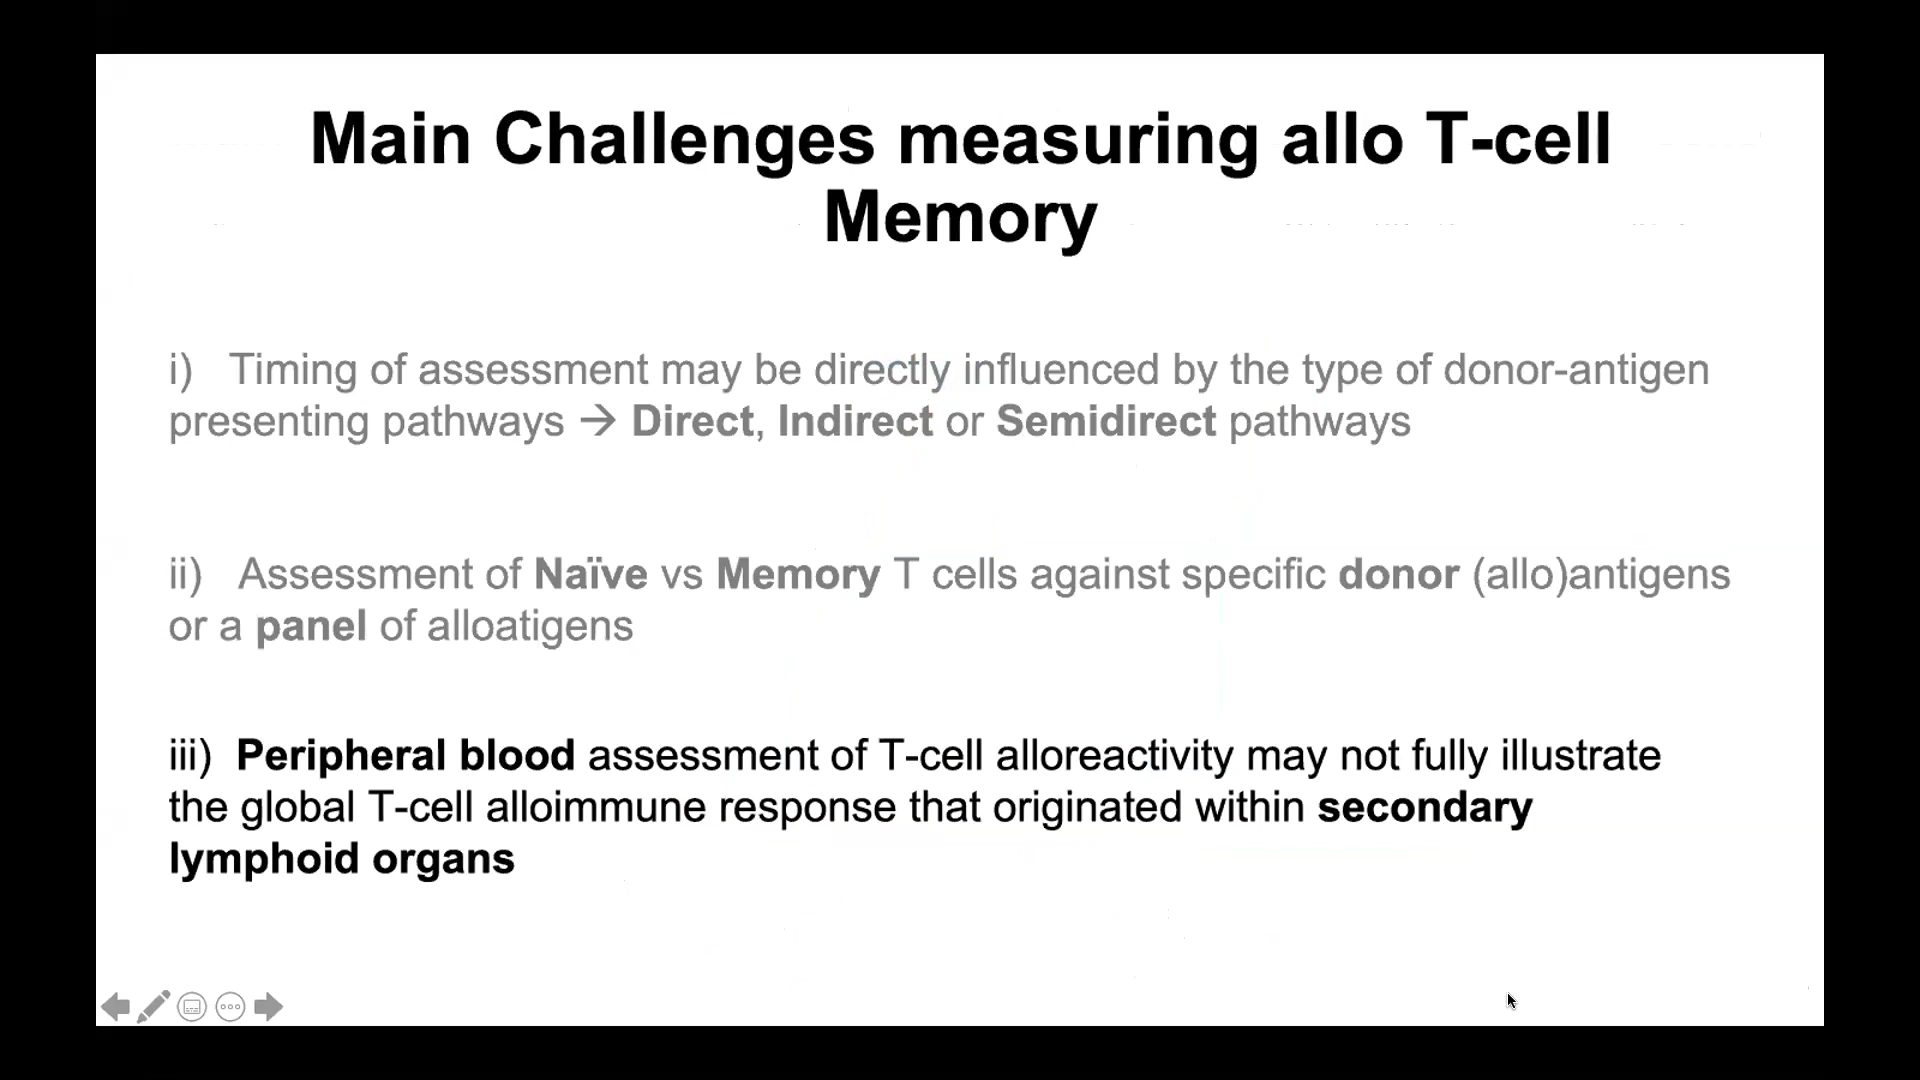 Main Challenges measuring allo T-cell
Memory
i) Timing of assessment may be directly influenced by the type of donor-antigen
presenting pathways → Direct, Indirect or Semidirect pathways
ii) Assessment of Naïve vs Memory T cells against specific donor (allo)antigens
or a panel of alloatigens
iii) Peripheral blood assessment of T-cell alloreactivity may not fully illustrate
the global T-cell alloimmune response that originated within secondary
lymphoid organs